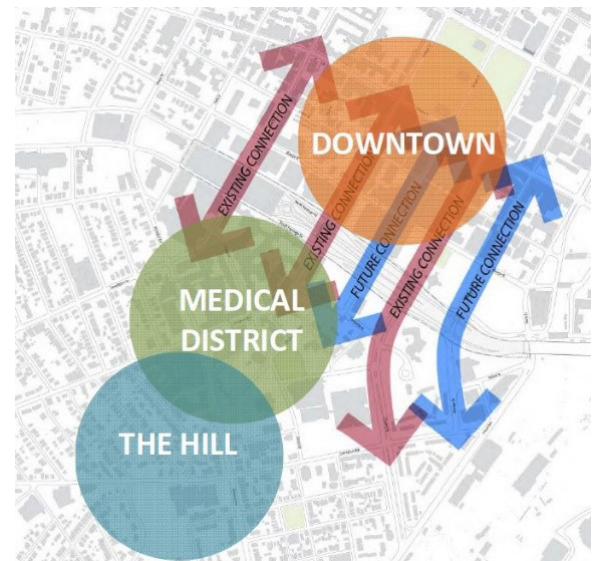 DOWNTOWN
EXISTING CONNECTION
EXISTING CONNECTION
FUTURE CONNECTION
EXISTING CONNECTION
FUTURE CONNECTION
MEDICAL
DISTRICT
THE HILL